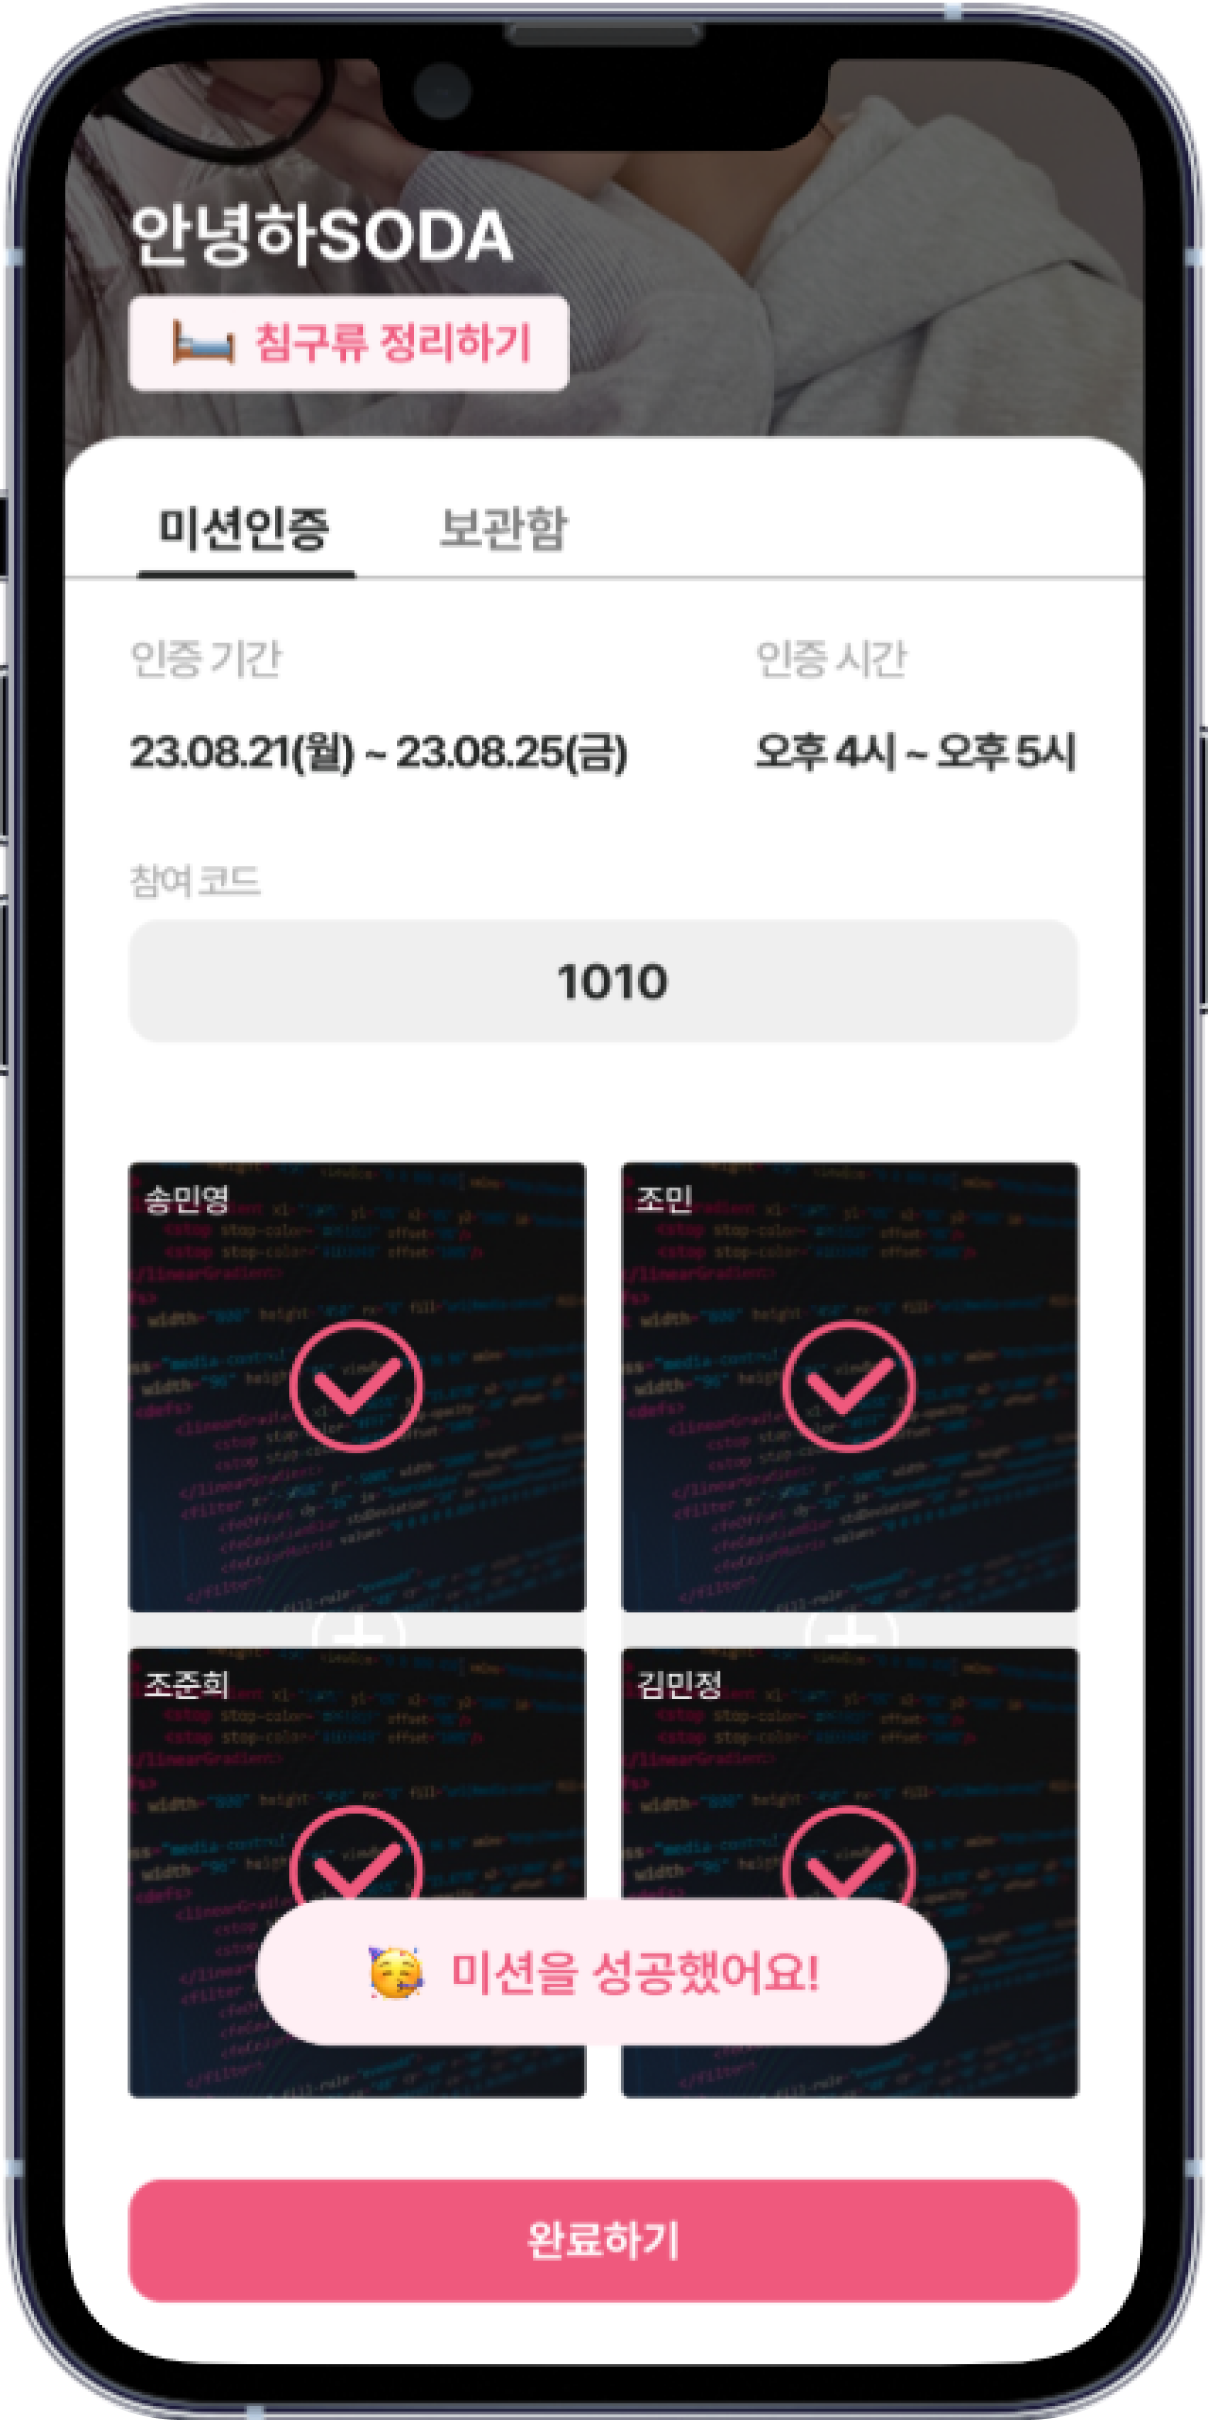 안녕하SODA
침구류 정리하기
미션인증 보관함
인증 기간 인증 시간
23.08.21(월) ~ 23.08.25(금) 오후 4시 ~ 오후 5시
참여 코드
1010
송민영 조민
조준희 김민정
미션을 성공했어요!
완료하기